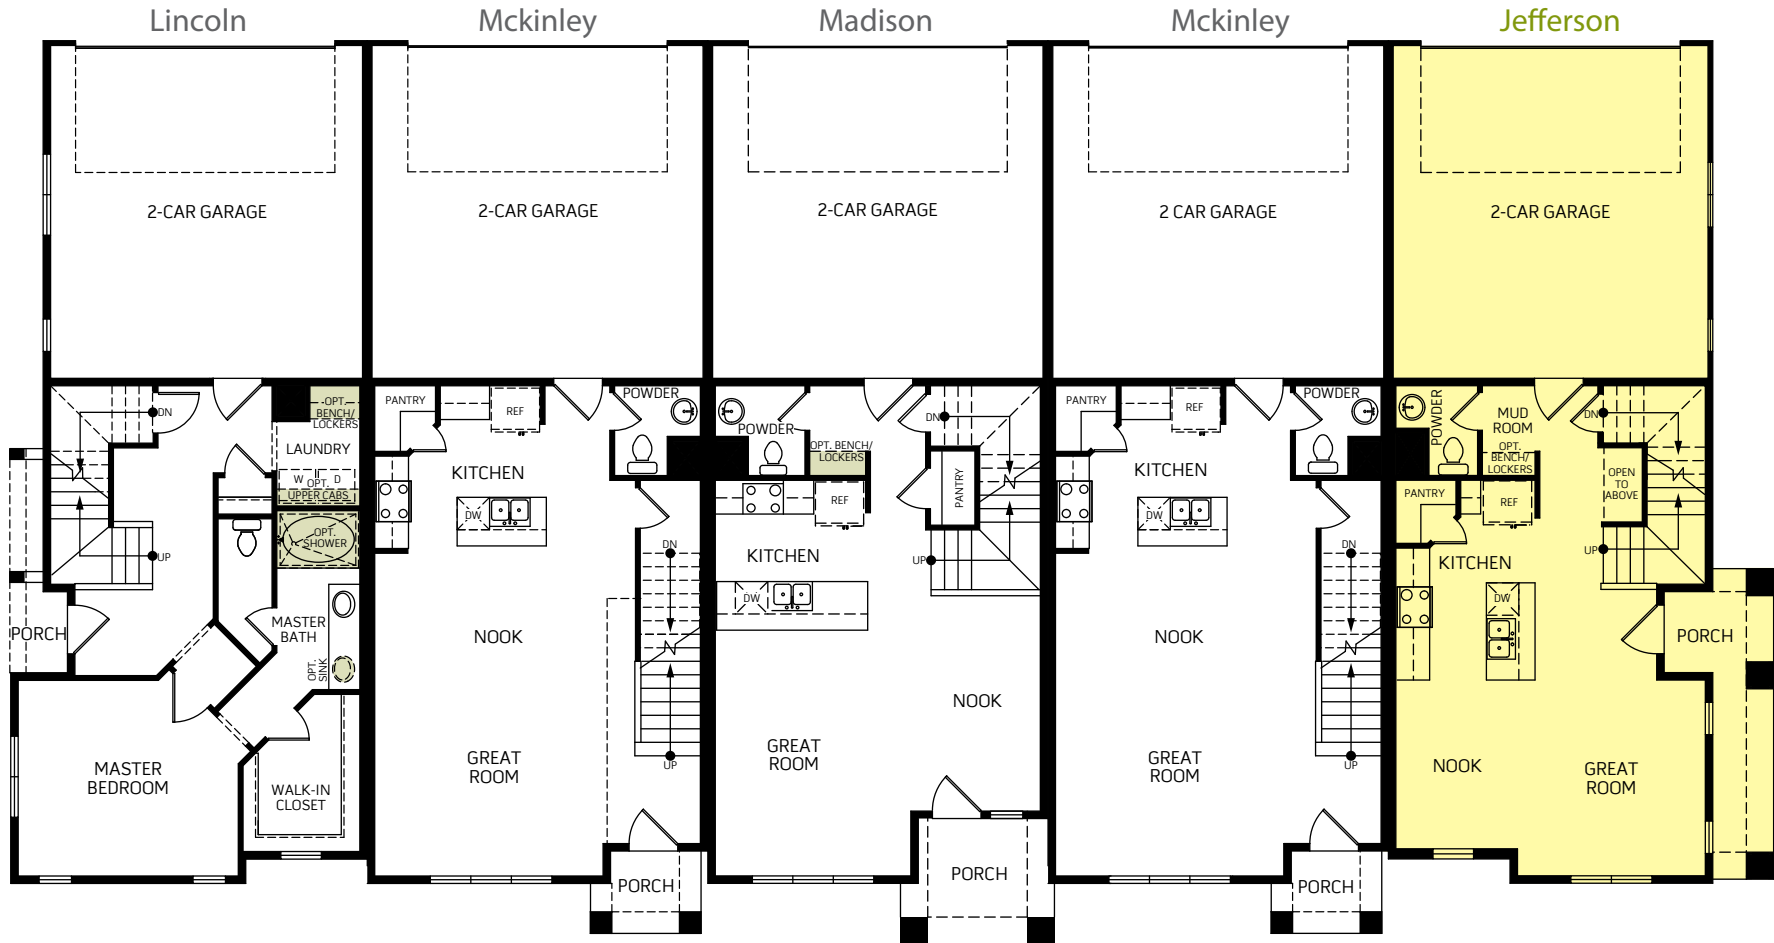 Lincoln
Mckinley
Madison
Mckinley
Jefferson
2-CAR GARAGE
2-CAR GARAGE
2-CAR GARAGE
2 CAR GARAGE
2-CAR GARAGE
DN
OPT.
BENCH/
LOCKERS
LAUNDRY
W
D
OPT.
UPPER CABS
OPT.
SHOWER
UP
PORCH
MASTER
BATH
OPT.
SINK
MASTER
BEDROOM
WALK-IN
CLOSET
PANTRY
REF
POWDER
KITCHEN
DW
DN
NOOK
GREAT
ROOM
UP
PORCH
POWDER
OPT. BENCH/
LOCKERS
DN
PANTRY
REF
KITCHEN
UP
DW
NOOK
GREAT
ROOM
PORCH
PANTRY
REF
POWDER
KITCHEN
DW
DN
NOOK
GREAT
ROOM
UP
PORCH
POWDER
MUD
ROOM
OPT.
BENCH/
LOCKERS
DN
OPEN
TO
ABOVE
PANTRY
REF
KITCHEN
UP
DW
PORCH
NOOK
GREAT
ROOM